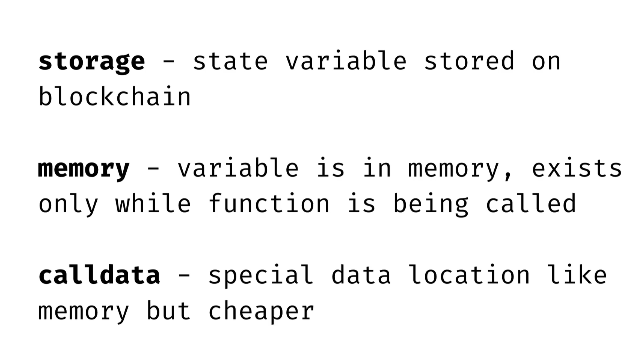 storage - state variable stored on
blockchain
memory - variable is in memory, exists
only while function is being called
calldata - special data location like
memory but cheaper